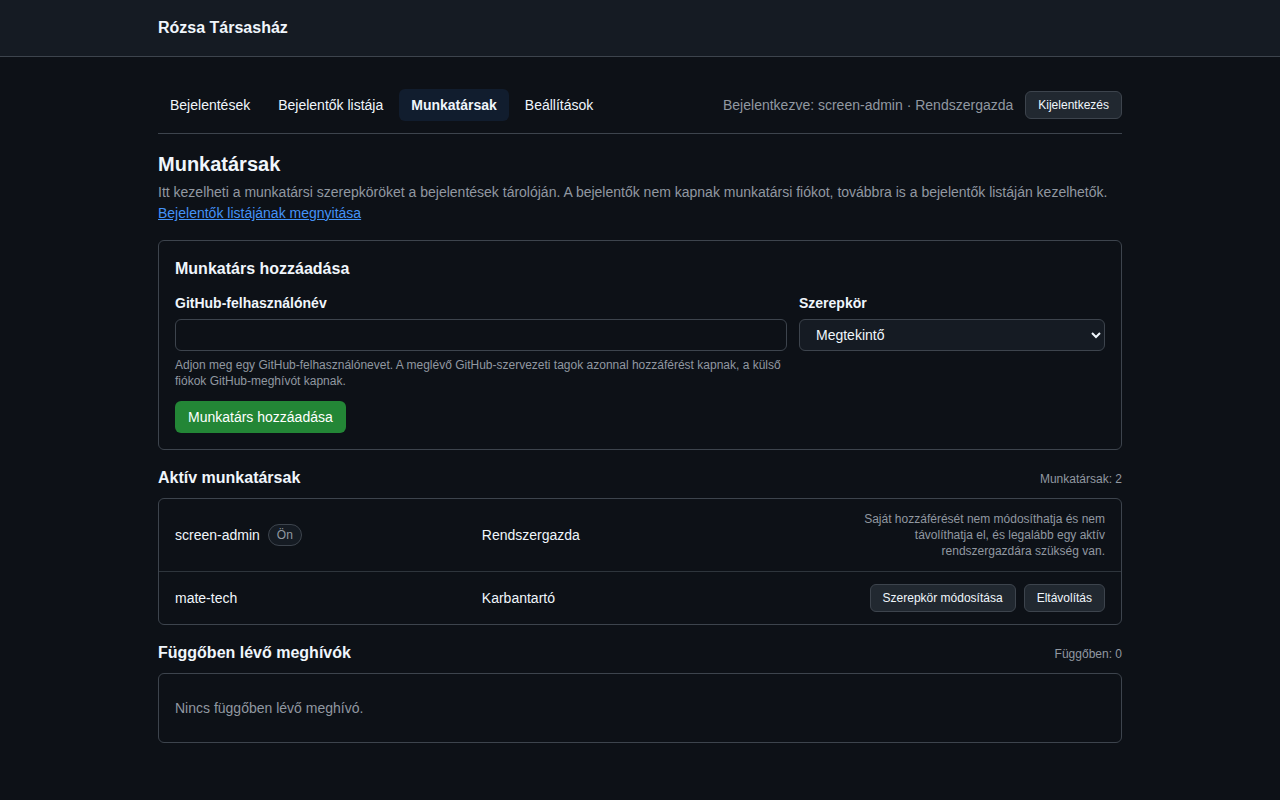 Rózsa Társasház
Bejelentések
Bejelentők listája
Munkatársak
Beállítások
Bejelentkezve: screen-admin · Rendszergazda
Kijelentkezés
Munkatársak
Itt kezelheti a munkatársi szerepköröket a bejelentések tárolóján. A bejelentők nem kapnak munkatársi fiókot, továbbra is a bejelentők listáján kezelhetők.
Bejelentők listájának megnyitása
Munkatárs hozzáadása
GitHub-felhasználónév
Szerepkör
Megtekintő
Adjon meg egy GitHub-felhasználónevet. A meglévő GitHub-szervezeti tagok azonnal hozzáférést kapnak, a külső
fiókok GitHub-meghívót kapnak.
Munkatárs hozzáadása
Aktív munkatársak
Munkatársak: 2
screen-admin
Ön
Rendszergazda
Saját hozzáférését nem módosíthatja és nem
távolíthatja el, és legalább egy aktív
rendszergazdára szükség van.
mate-tech
Karbantartó
Szerepkör módosítása
Eltávolítás
Függőben lévő meghívók
Függőben: 0
Nincs függőben lévő meghívó.